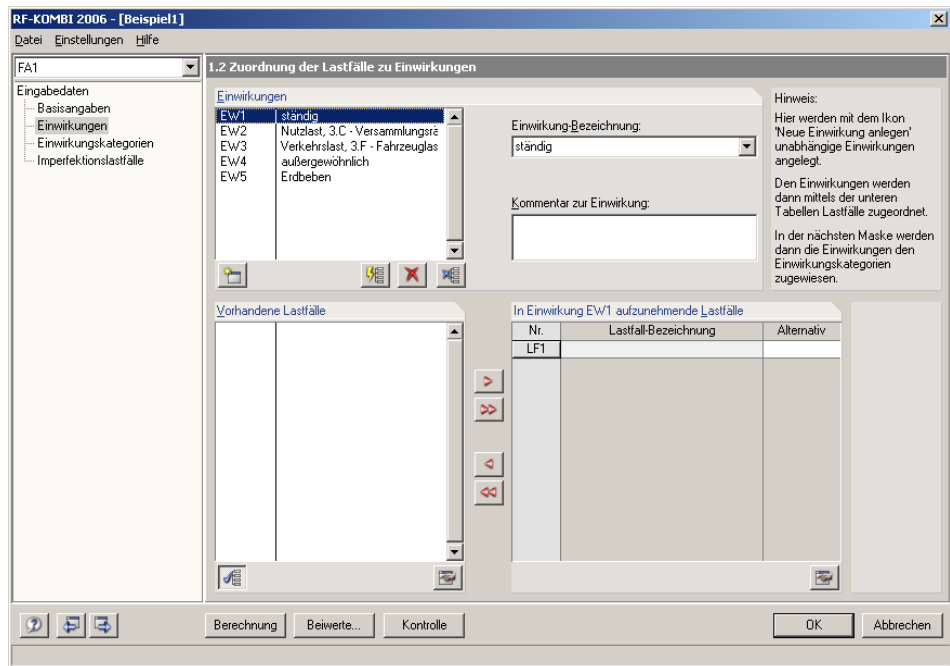 RF-KOMBI 2006 - [Beispiel1]
Datei Einstellungen Hilfe
FA1
Eingabedaten
Basisangaben
Einwirkungen
Einwirkungskategorien
Imperfektionslastfälle
1.2 Zuordnung der Lastfälle zu Einwirkungen
Einwirkungen
EW1 ständig
EW2 Nutzlast, 3.C - Versammlungsrä
EW3 Verkehrslast, 3.F - Fahrzeuglas
EW4 außergewöhnlich
EW5 Erdbeben
Einwirkung-Bezeichnung:
ständig
Kommentar zur Einwirkung:
Hinweis:
Hier werden mit dem Ikon
'Neue Einwirkung anlegen'
unabhängige Einwirkungen
angelegt.
Den Einwirkungen werden
dann mittels der unteren
Tabellen Lastfälle zugeordnet.
In der nächsten Maske werden
dann die Einwirkungen den
Einwirkungskategorien
zugewiesen.
Vorhandene Lastfälle
In Einwirkung EW1 aufzunehmende Lastfälle
Nr. Lastfall-Bezeichnung Alternativ
LF1
Berechnung Beiwerte... Kontrolle OK Abbrechen